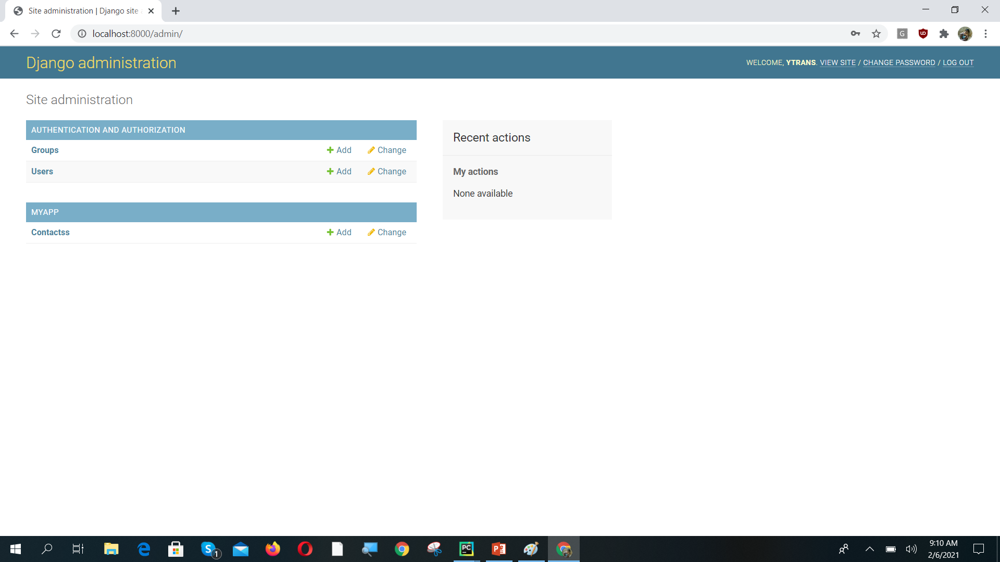 Site administration | Django site
localhost:8000/admin/
G
Django administration
WELCOME, YTRANS. VIEW SITE / CHANGE PASSWORD / LOG OUT
Site administration
AUTHENTICATION AND AUTHORIZATION
Groups Add Change
Users Add Change
MYAPP
Contactss Add Change
Recent actions
My actions
None available
S 1
PC
P
9:10 AM
2/6/2021